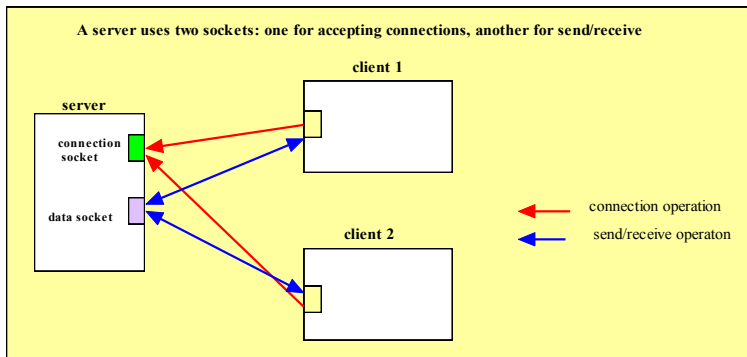 A server uses two sockets: one for accepting connections, another for send/receive
client 1
server
connection
socket
data socket
connection operation
send/receive operaton
client 2